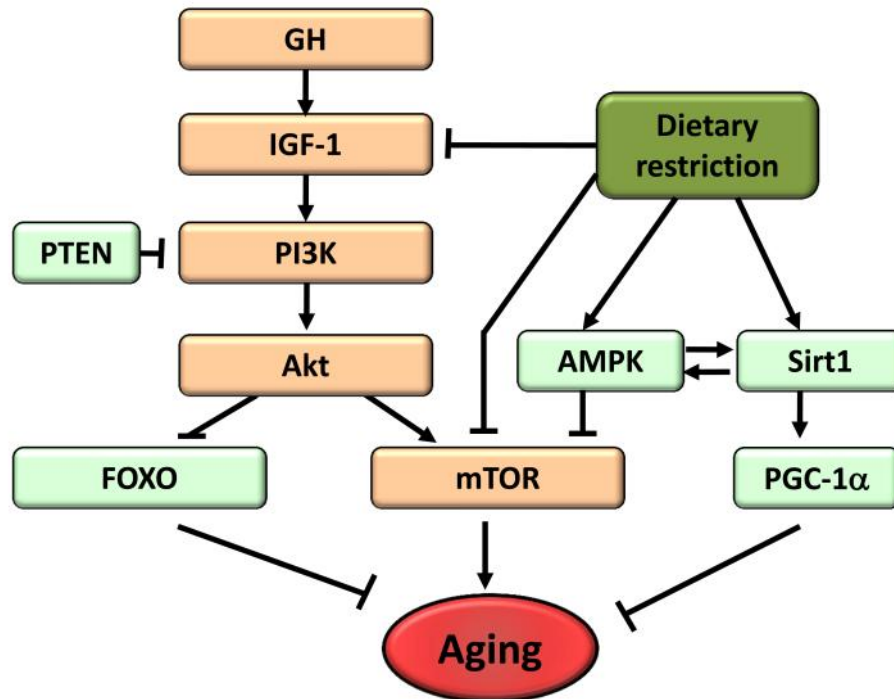 GH
IGF-1
Dietary
restriction
PTEN
PI3K
Akt
AMPK
Sirt1
FOXO
mTOR
PGC-1α
Aging